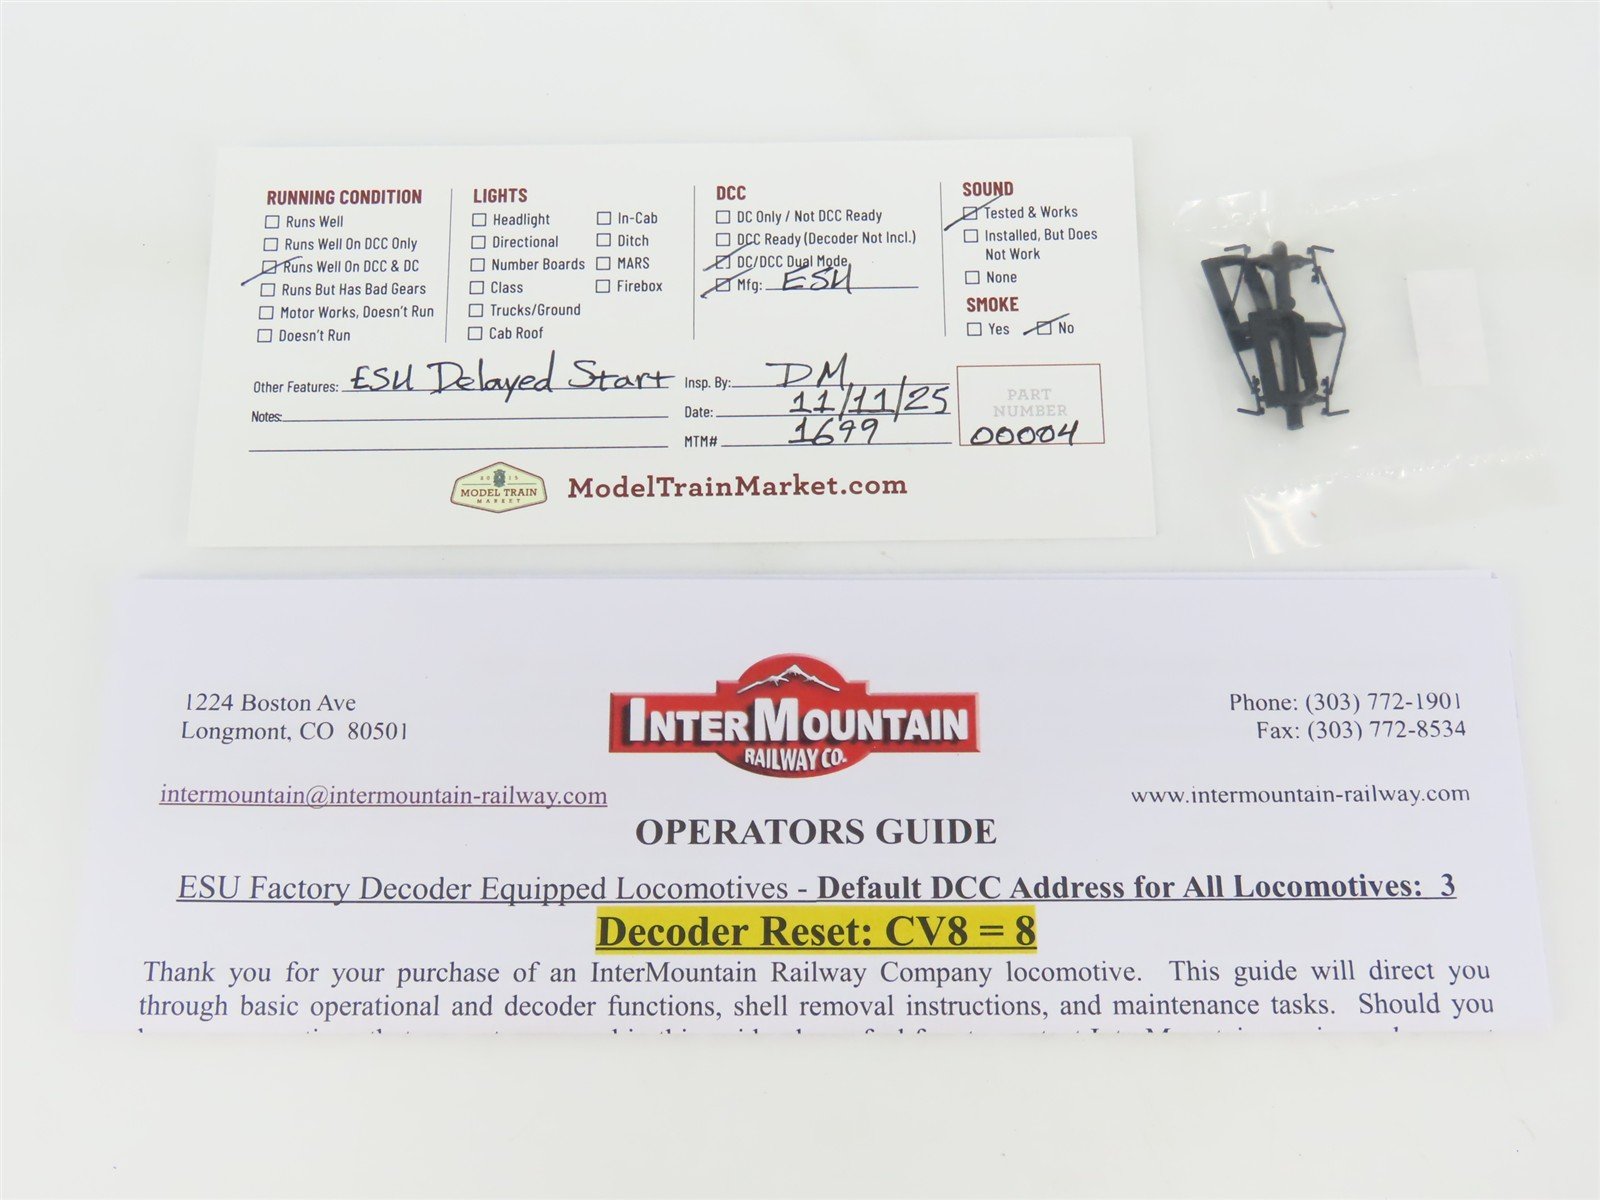 RUNNING CONDITION
Runs Well
Runs Well On DCC Only
Runs Well On DCC & DC
Runs But Has Bad Gears
Motor Works, Doesn't Run
Doesn't Run
LIGHTS
Headlight
Directional
Number Boards
Class
Trucks/Ground
Cab Roof
In-Cab
Ditch
MARS
Firebox
DCC
DC Only / Not DCC Ready
DCC Ready (Decoder Not Incl.)
DC/DCC Dual Mode
Mfg: ESU
SOUND
Tested & Works
Installed, But Does
Not Work
None
SMOKE
Yes No
Other Features: ESU Delayed Start
Notes:
Insp. By: DM
Date: 11/11/25
MTM# 1699
PART
NUMBER
00004
2015
MODEL TRAIN
MARKET
ModelTrainMarket.com
1224 Boston Ave
Longmont, CO 80501
intermountain@intermountain-railway.com
INTERMOUNTAIN
RAILWAY CO.
Phone: (303) 772-1901
Fax: (303) 772-8534
www.intermountain-railway.com
OPERATORS GUIDE
ESU Factory Decoder Equipped Locomotives - Default DCC Address for All Locomotives: 3
Decoder Reset: CV8 = 8
Thank you for your purchase of an InterMountain Railway Company locomotive. This guide will direct you
through basic operational and decoder functions, shell removal instructions, and maintenance tasks. Should you